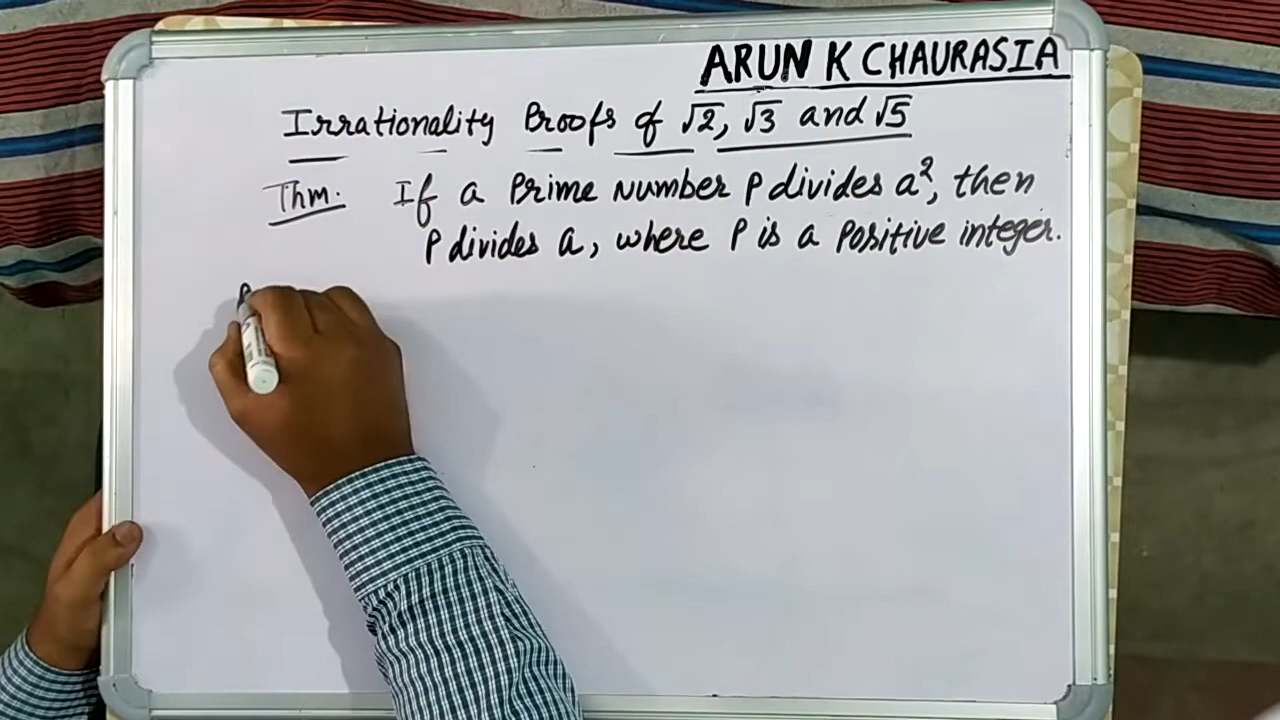 ARUN K CHAURASIA
Irrationality Proofs of √2, √3 and √5
Thm. If a Prime number P divides a², then
P divides a, where P is a Positive integer.